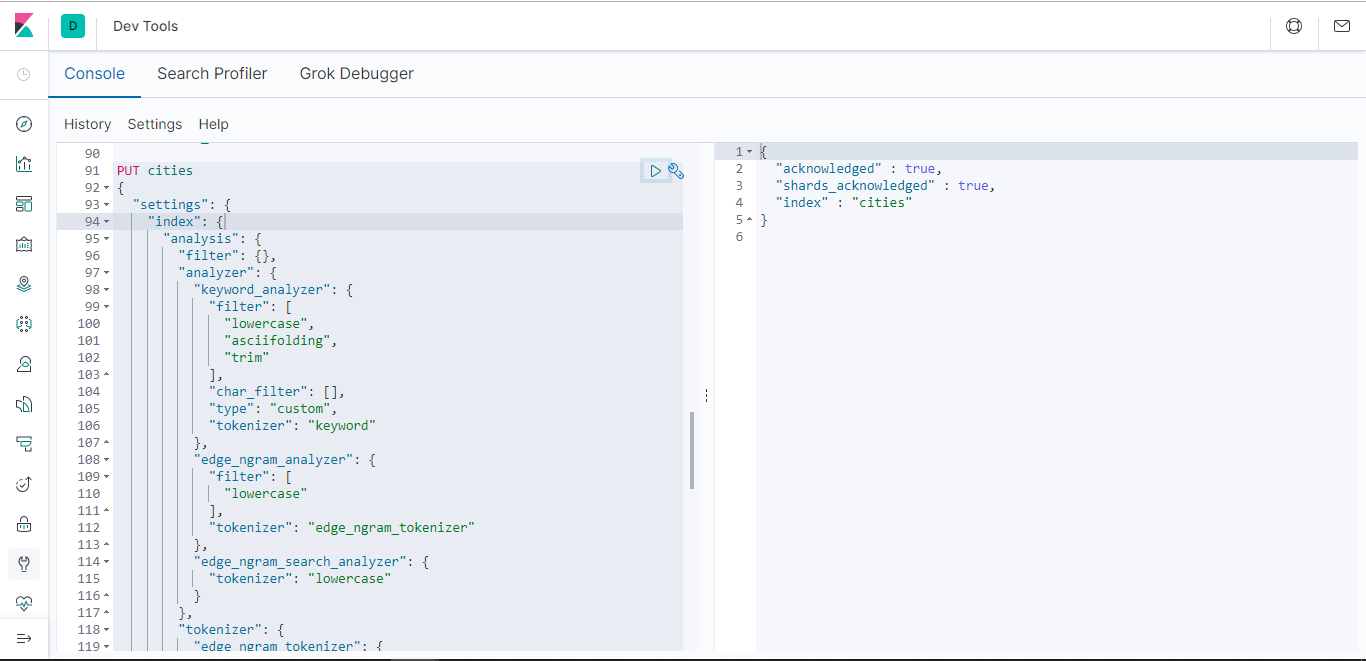 D Dev Tools
Console Search Profiler Grok Debugger
History Settings Help
90
91 PUT cities
92 {
93 "settings": {
94 "index": {
95 "analysis": {
96 "filter": {},
97 "analyzer": {
98 "keyword_analyzer": {
99 "filter": [
100 "lowercase",
101 "asciifolding",
102 "trim"
103 ],
104 "char_filter": [],
105 "type": "custom",
106 "tokenizer": "keyword"
107 },
108 "edge_ngram_analyzer": {
109 "filter": [
110 "lowercase"
111 ],
112 "tokenizer": "edge_ngram_tokenizer"
113 },
114 "edge_ngram_search_analyzer": {
115 "tokenizer": "lowercase"
116 }
117 },
118 "tokenizer": {
119 "edge_ngram_tokenizer": {
1 {
2 "acknowledged" : true,
3 "shards_acknowledged" : true,
4 "index" : "cities"
5 }
6